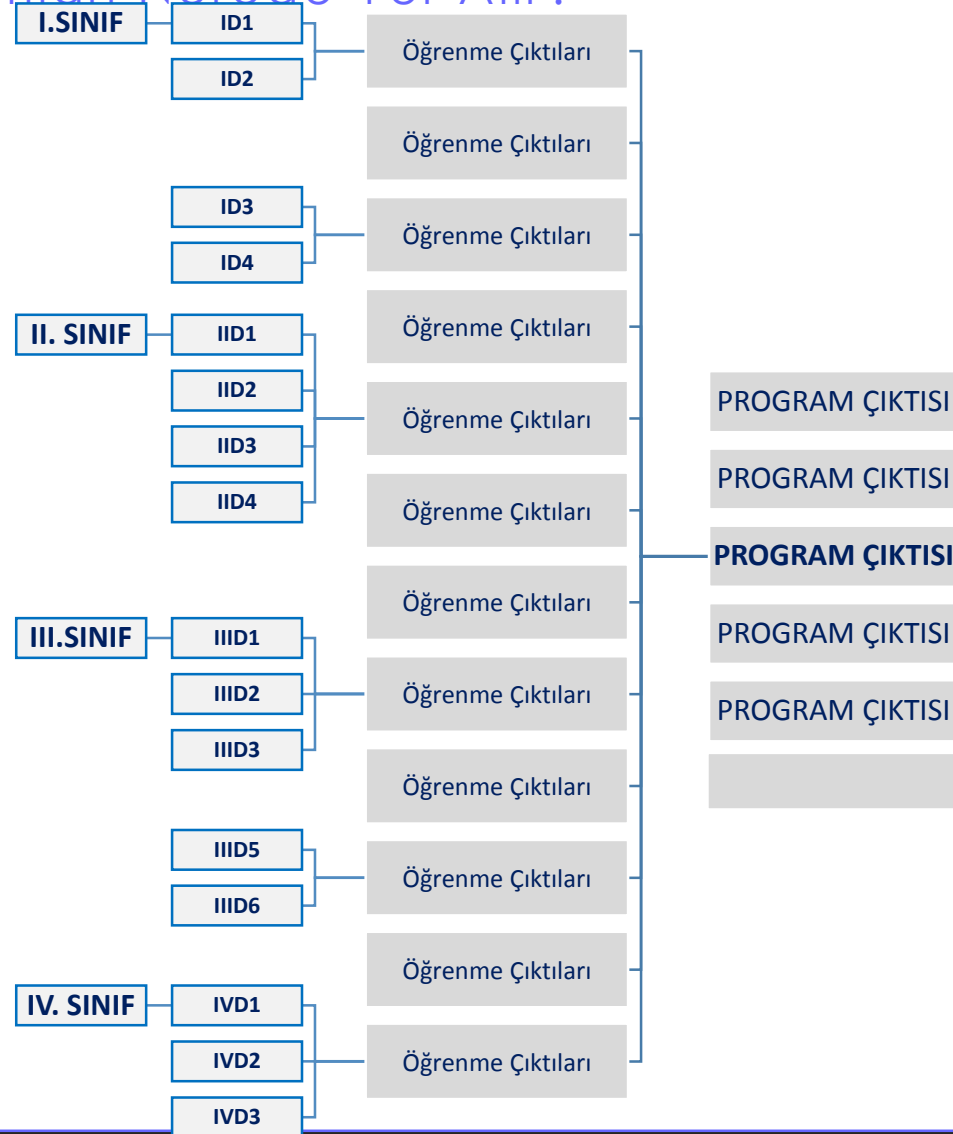 I.SINIF
ID1
ID2
Öğrenme Çıktıları
Öğrenme Çıktıları
ID3
ID4
Öğrenme Çıktıları
Öğrenme Çıktıları
II. SINIF
IID1
IID2
IID3
IID4
Öğrenme Çıktıları
Öğrenme Çıktıları
Öğrenme Çıktıları
III.SINIF
IIID1
IIID2
IIID3
Öğrenme Çıktıları
Öğrenme Çıktıları
IIID5
IIID6
Öğrenme Çıktıları
Öğrenme Çıktıları
IV. SINIF
IVD1
IVD2
IVD3
Öğrenme Çıktıları
PROGRAM ÇIKTISI
PROGRAM ÇIKTISI
PROGRAM ÇIKTISI
PROGRAM ÇIKTISI
PROGRAM ÇIKTISI